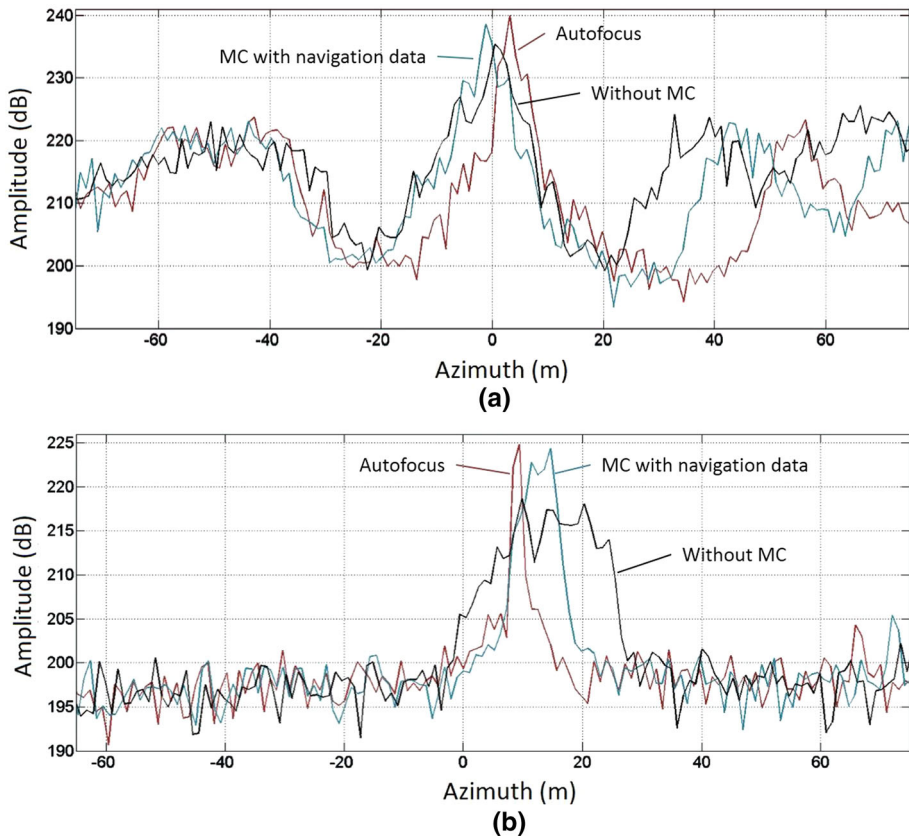 240
Autofocus
MC with navigation data
230
Without MC
220
210
200
190
Amplitude (dB)
-60 -40 -20 0 20 40 60
Azimuth (m)
(a)
225
Autofocus
MC with navigation data
220
215
Without MC
210
205
200
195
190
Amplitude (dB)
-60 -40 -20 0 20 40 60
Azimuth (m)
(b)